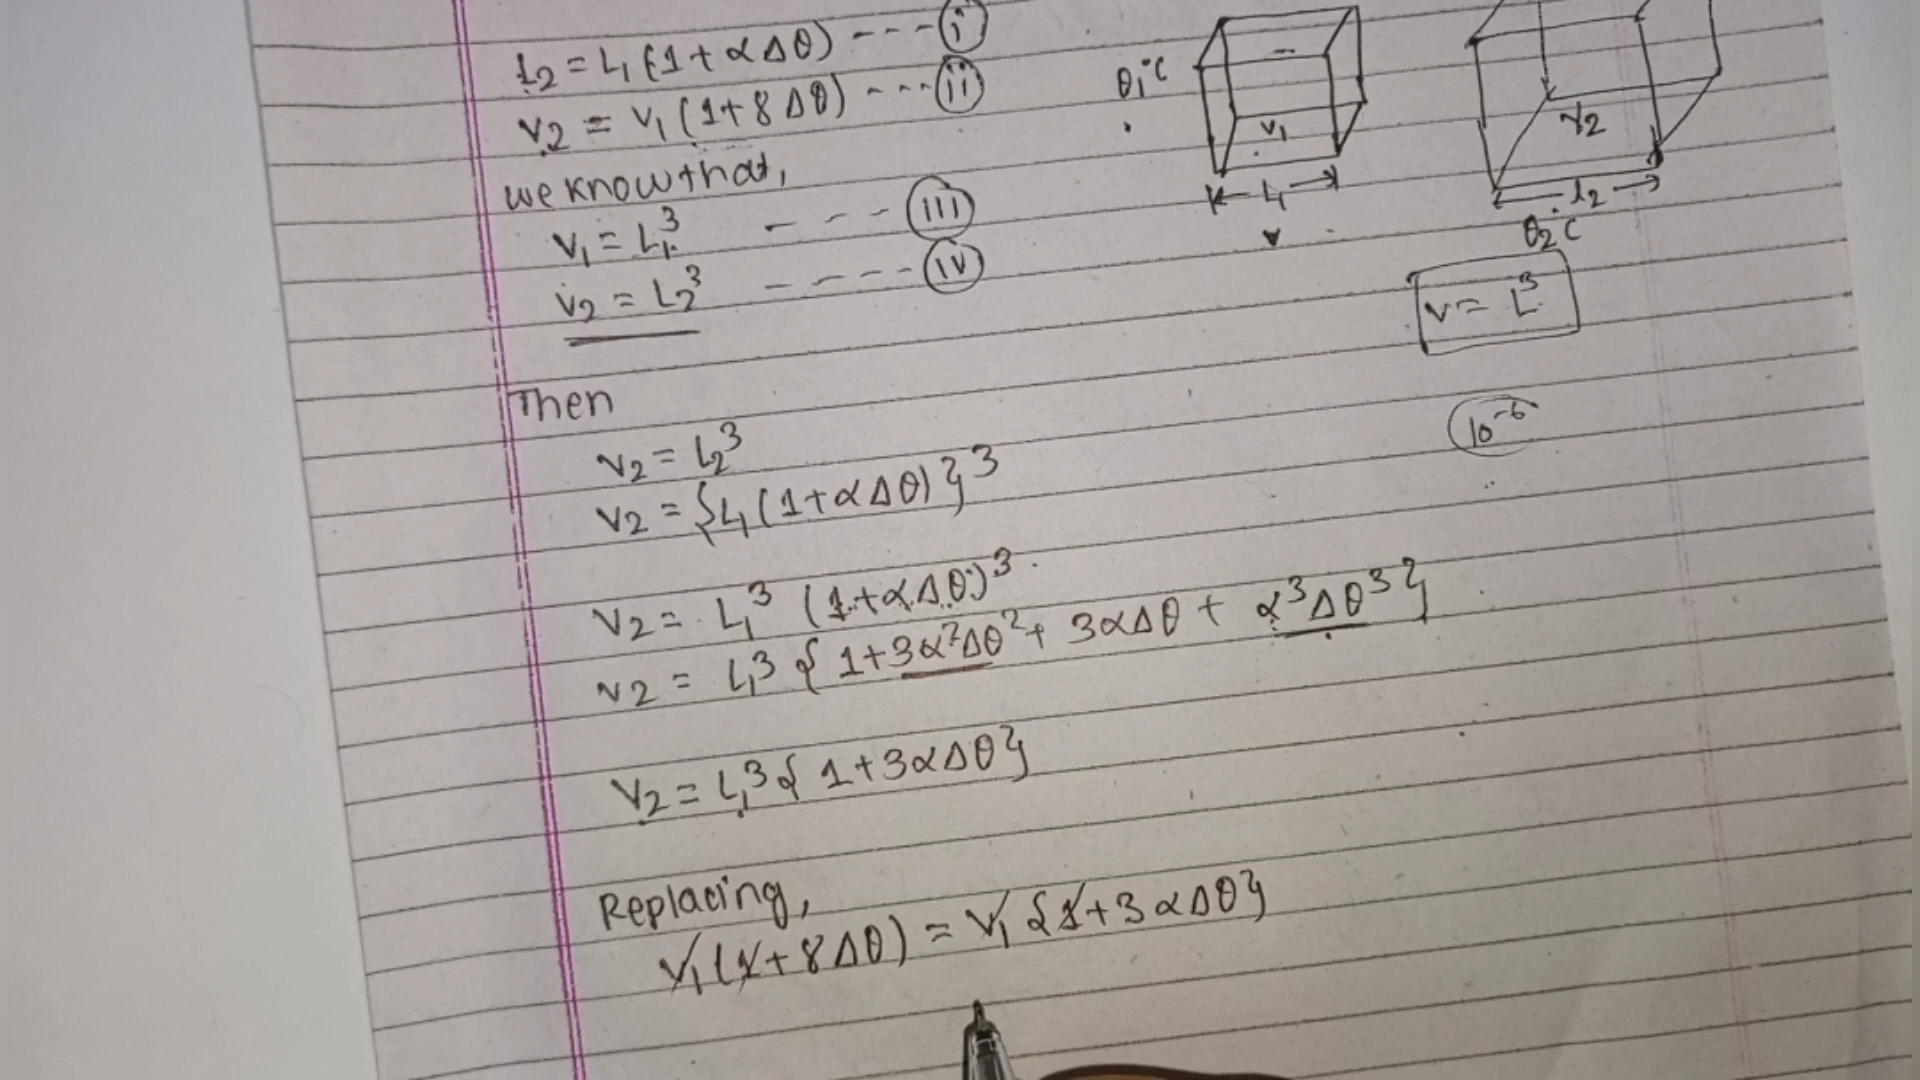 L2 = L1 (1 + α Δθ) --- (i)
V2 = V1 (1 + 8 Δθ) --- (ii)
we know that,
V1 = L1³ --- (iii)
V2 = L2³ ---- (iv)
θ1°C
V1
L1
V2
L2
θ2°C
V = L³
10⁻⁶
Then
V2 = L2³
V2 = {L1 (1 + α Δθ)}³
V2 = L1³ (1 + α Δθ)³
V2 = L1³ { 1 + 3α²Δθ² + 3αΔθ + α³Δθ³}
V2 = L1³ { 1 + 3αΔθ}
Replacing,
V1 (1 + 8 Δθ) = V1 {1 + 3αΔθ}